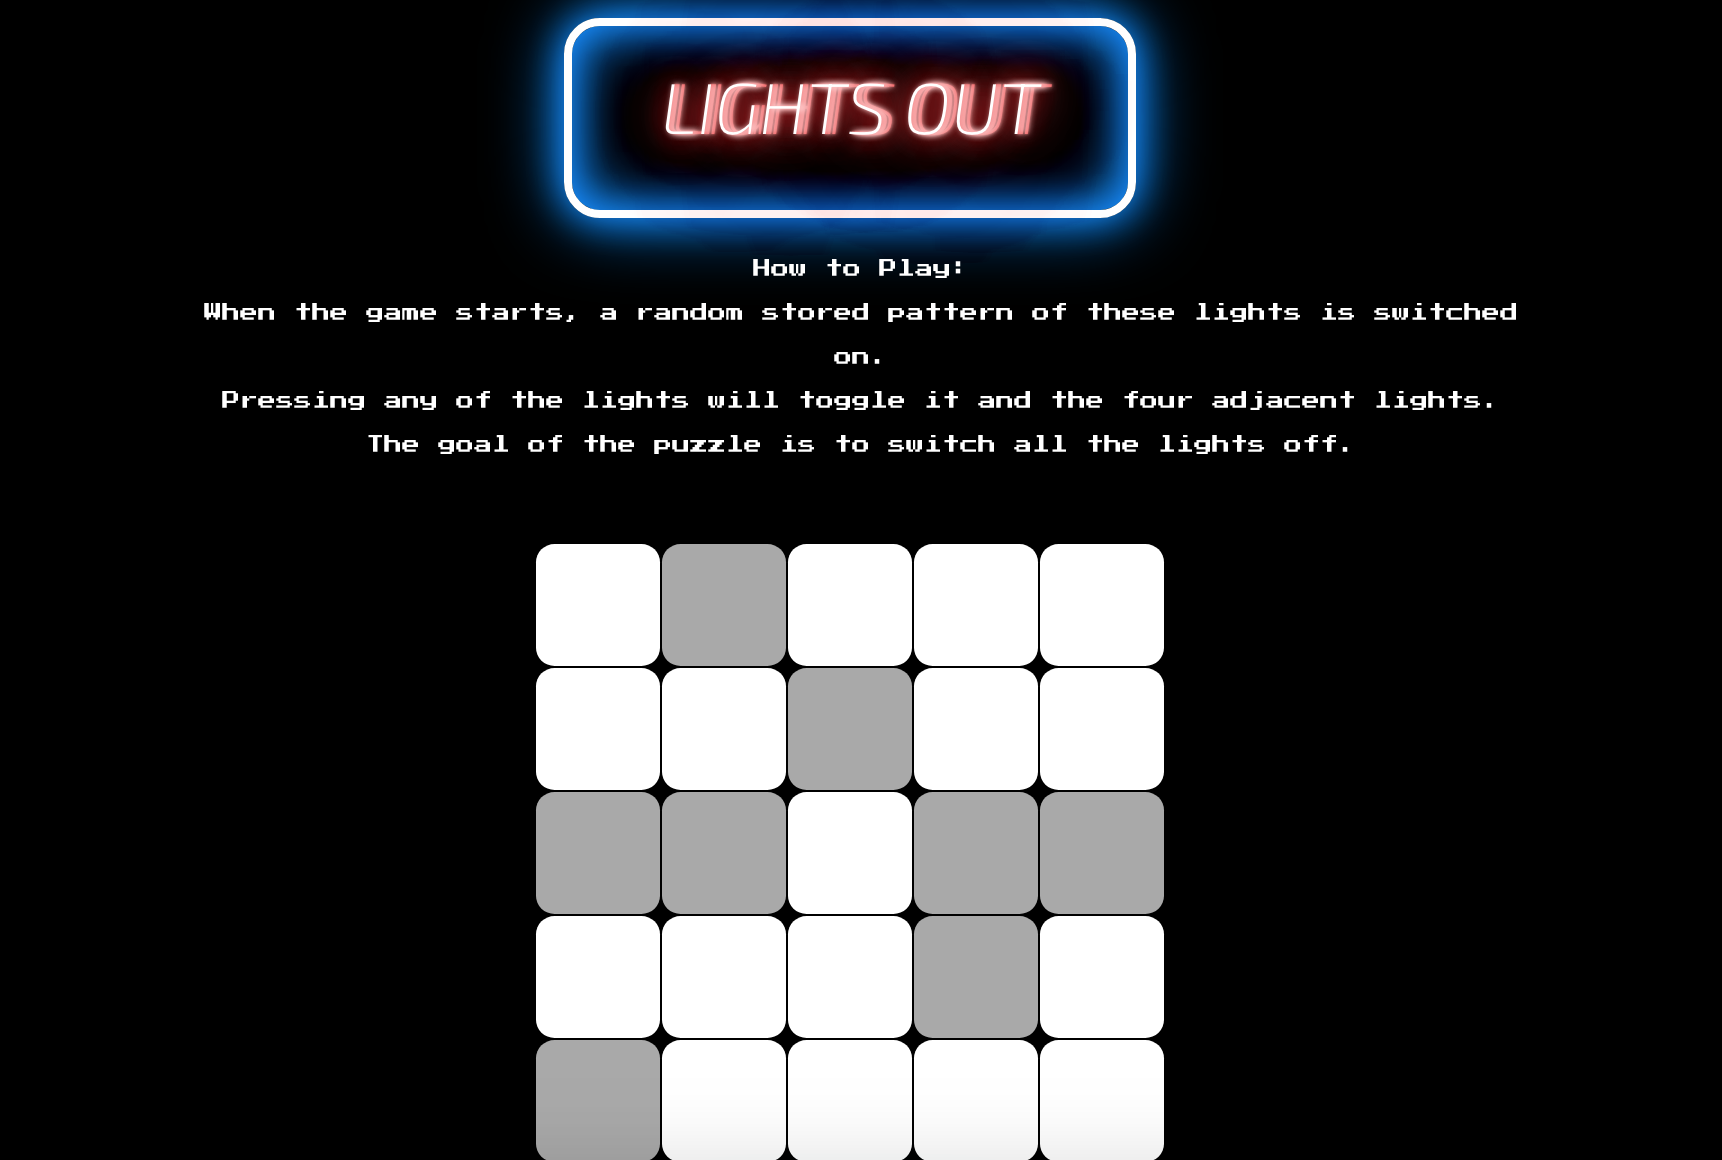 LIGHTS OUT
How to Play:
When the game starts, a random stored pattern of these lights is switched
on.
Pressing any of the lights will toggle it and the four adjacent lights.
The goal of the puzzle is to switch all the lights off.